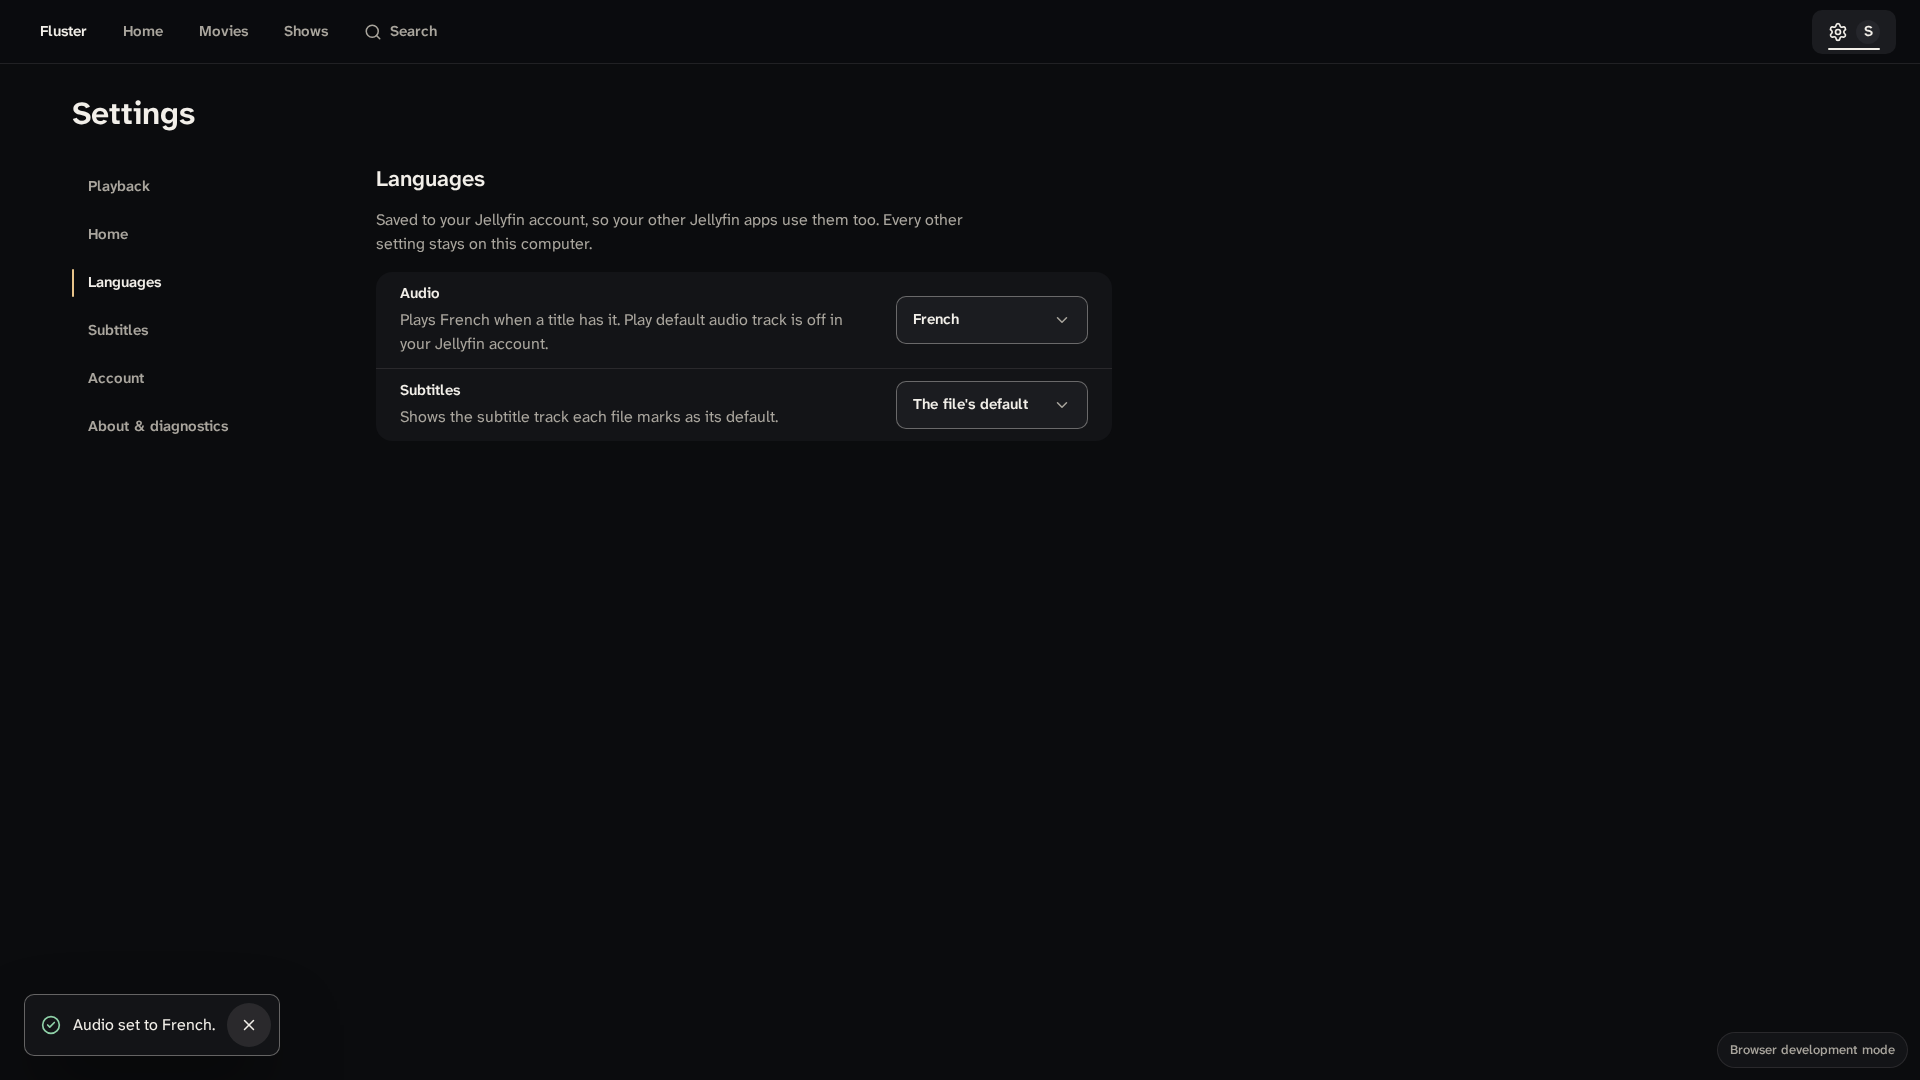 Fluster
Home
Movies
Shows
Search
S
Settings
Playback
Home
Languages
Subtitles
Account
About & diagnostics
Languages
Saved to your Jellyfin account, so your other Jellyfin apps use them too. Every other
setting stays on this computer.
Audio
Plays French when a title has it. Play default audio track is off in
your Jellyfin account.
French
Subtitles
Shows the subtitle track each file marks as its default.
The file's default
Audio set to French.
Browser development mode